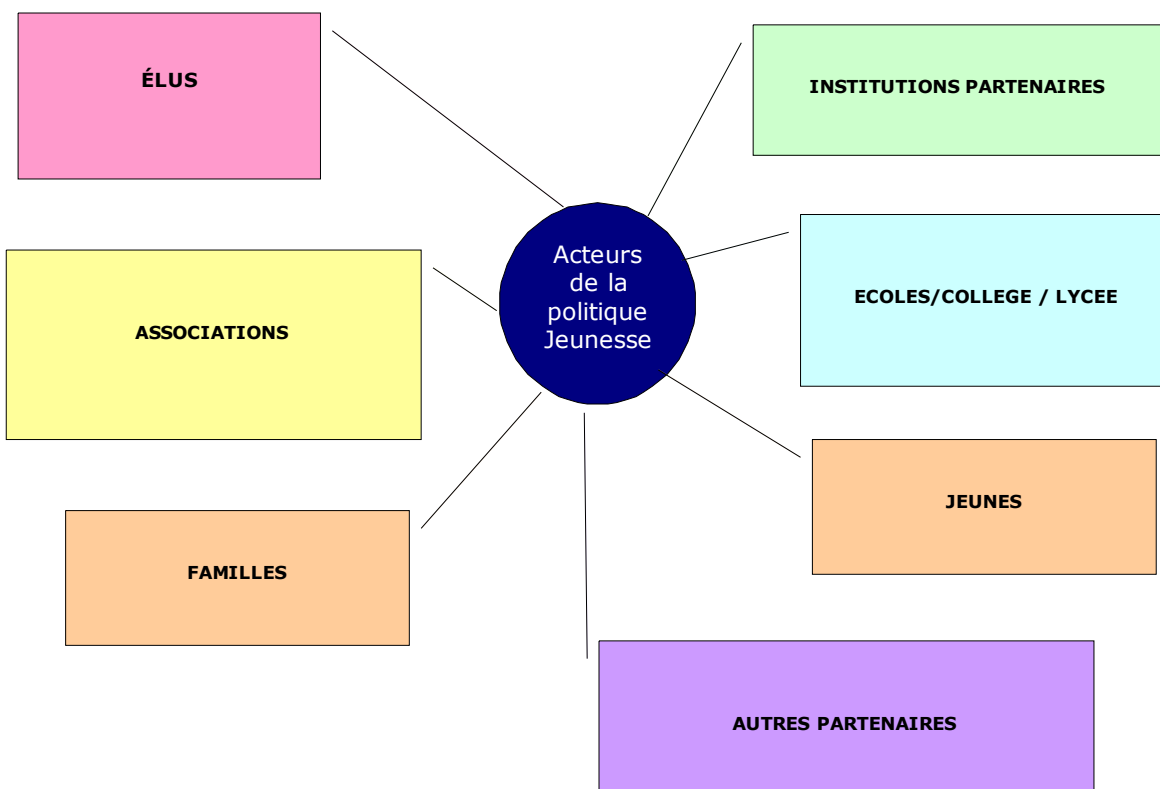 ÉLUS
INSTITUTIONS PARTENAIRES
Acteurs
de la
politique
Jeunesse
ECOLES/COLLEGE / LYCEE
ASSOCIATIONS
JEUNES
FAMILLES
AUTRES PARTENAIRES